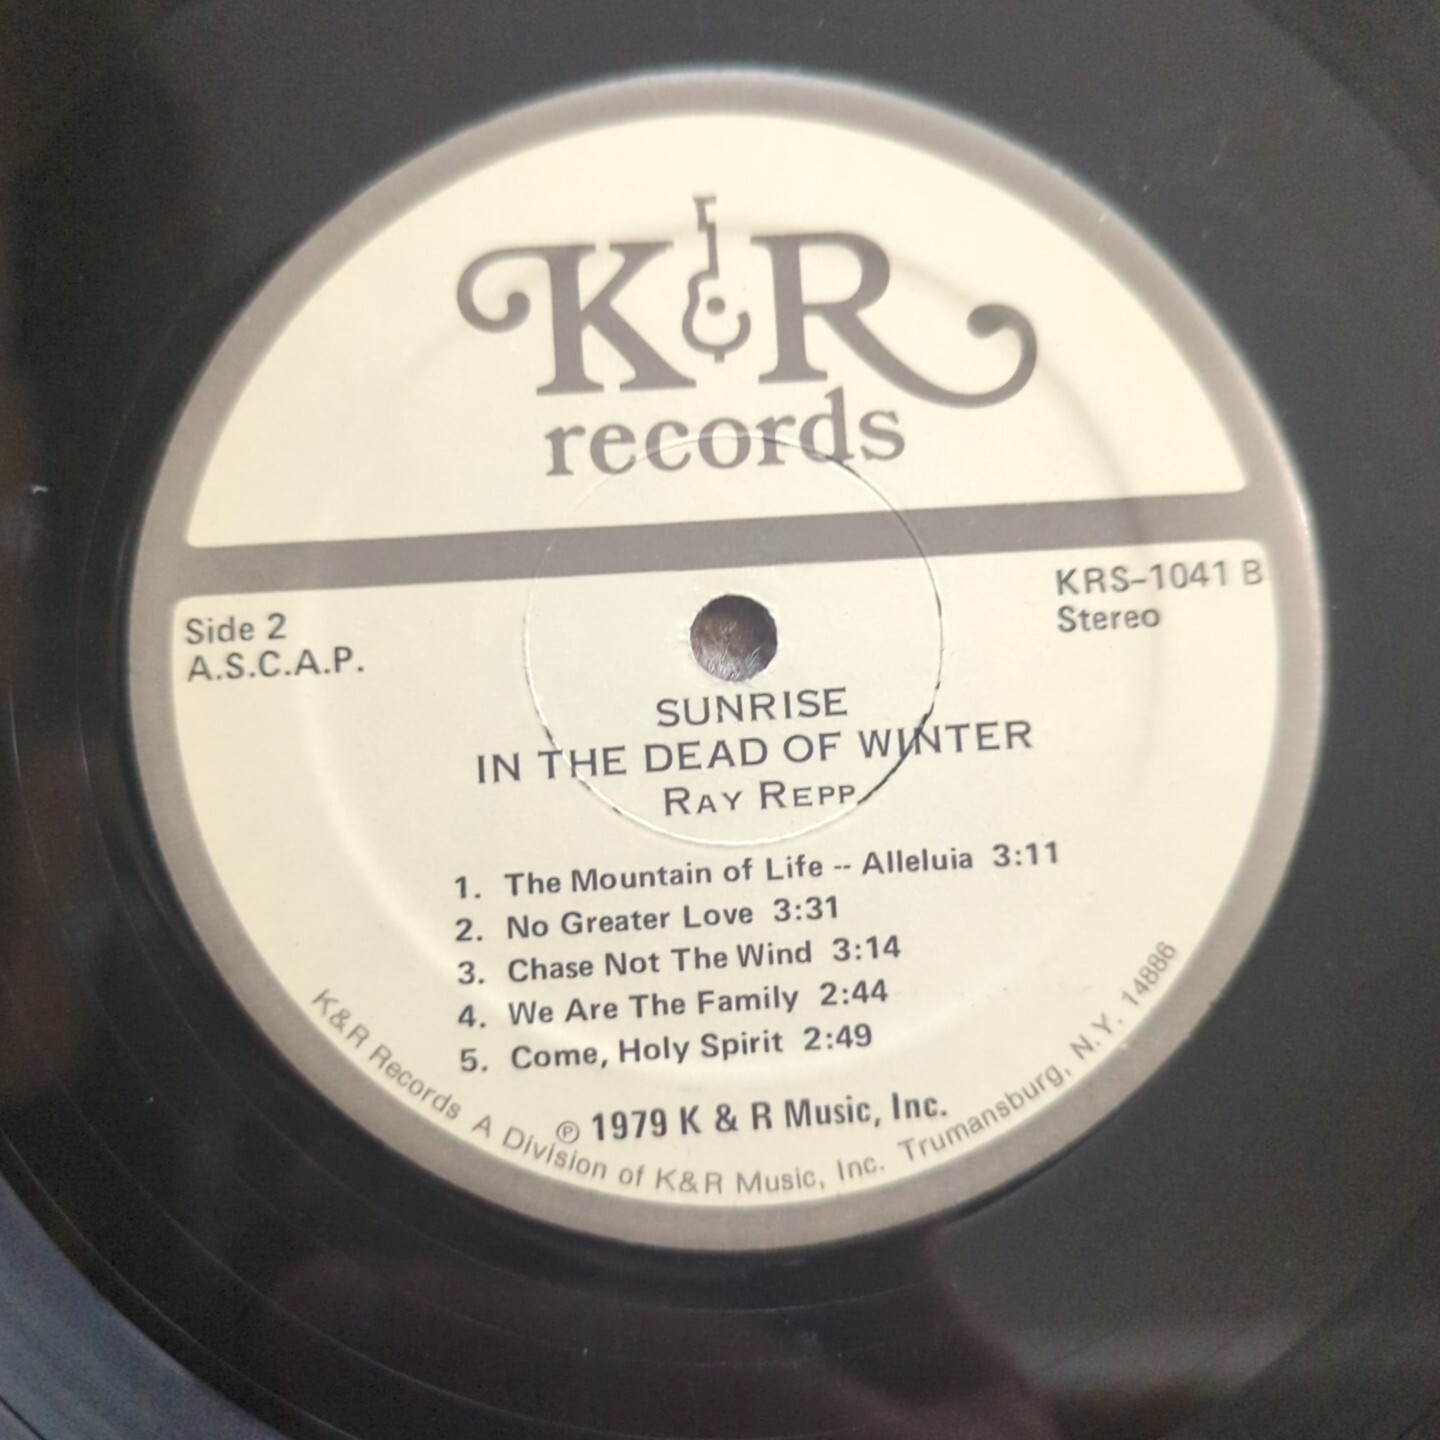 K&R
records
Side 2
A.S.C.A.P.
KRS-1041 B
Stereo
SUNRISE
IN THE DEAD OF WINTER
RAY REPP
1. The Mountain of Life -- Alleluia 3:11
2. No Greater Love 3:31
3. Chase Not The Wind 3:14
4. We Are The Family 2:44
5. Come, Holy Spirit 2:49
℗ 1979 K & R Music, Inc.
K&R Records A Division of K&R Music, Inc. Trumansburg, N.Y. 14886